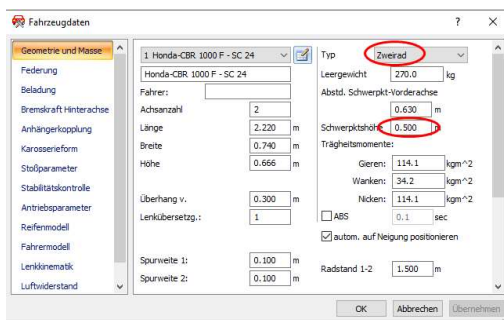 Fahrzeugdaten
? ×
Geometrie und Masse
Federung
Beladung
Bremskraft Hinterachse
Anhängerkopplung
Karosserieform
Stoßparameter
Stabilitätskontrolle
Antriebsparameter
Reifenmodell
Fahrermodell
Lenkkinematik
Luftwiderstand
1 Honda-CBR 1000 F - SC 24
Honda-CBR 1000 F - SC 24
Fahrer:
Achsanzahl 2
Länge 2.220 m
Breite 0.740 m
Höhe 0.666 m
Überhang v. 0.300 m
Lenkübersetzg.: 1
Spurweite 1: 0.100 m
Spurweite 2: 0.100 m
Typ Zweirad
Leergewicht 270.0 kg
Abstd. Schwerpkt-Vorderachse
0.630 m
Schwerpktshöhe 0.500 m
Trägheitsmomente:
Gieren: 114.1 kgm^2
Wanken: 34.2 kgm^2
Nicken: 114.1 kgm^2
ABS 0.1 sec
autom. auf Neigung positionieren
Radstand 1-2 1.500 m
OK Abbrechen Übernehmen